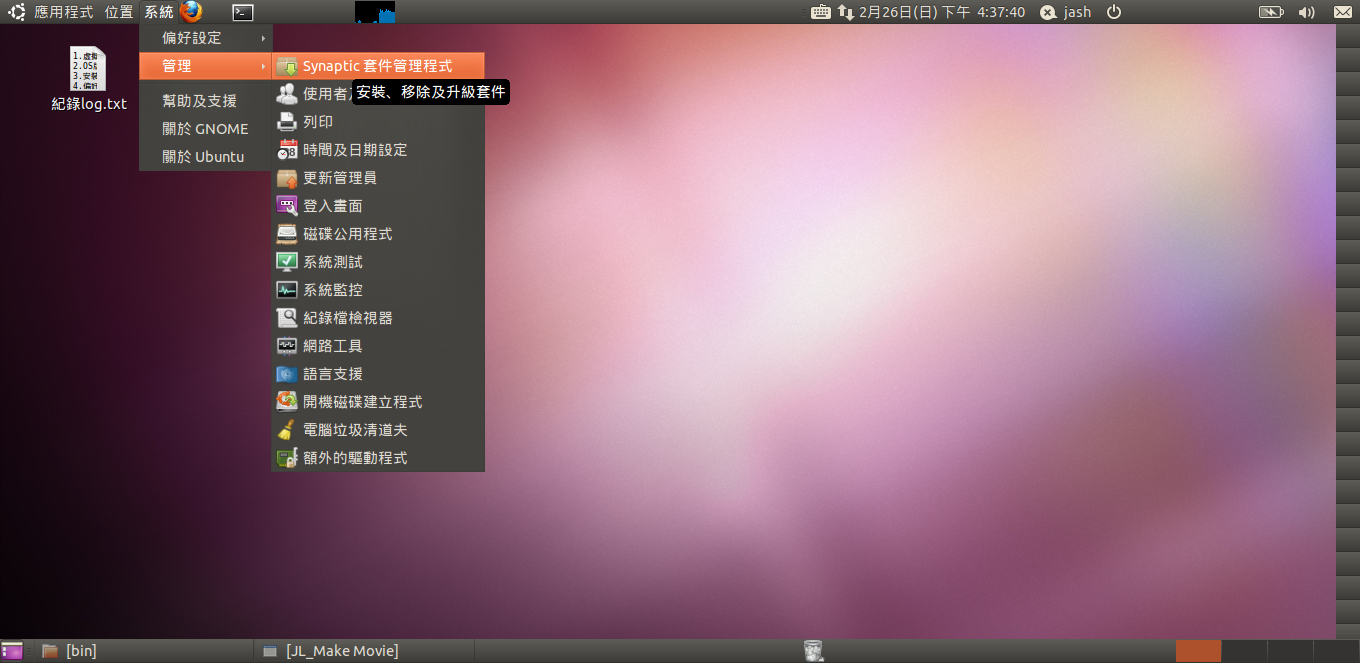 應用程式 位置 系統
2月26日(日) 下午 4:37:40 jash
1.虛擬
2.OS
3.安裝
4.偏好
紀錄log.txt
偏好設定
管理
幫助及支援
關於 GNOME
關於 Ubuntu
Synaptic 套件管理程式
使用者
安裝、移除及升級套件
列印
時間及日期設定
更新管理員
登入畫面
磁碟公用程式
系統測試
系統監控
紀錄檔檢視器
網路工具
語言支援
開機磁碟建立程式
電腦垃圾清道夫
額外的驅動程式
[bin] [JL_Make Movie]